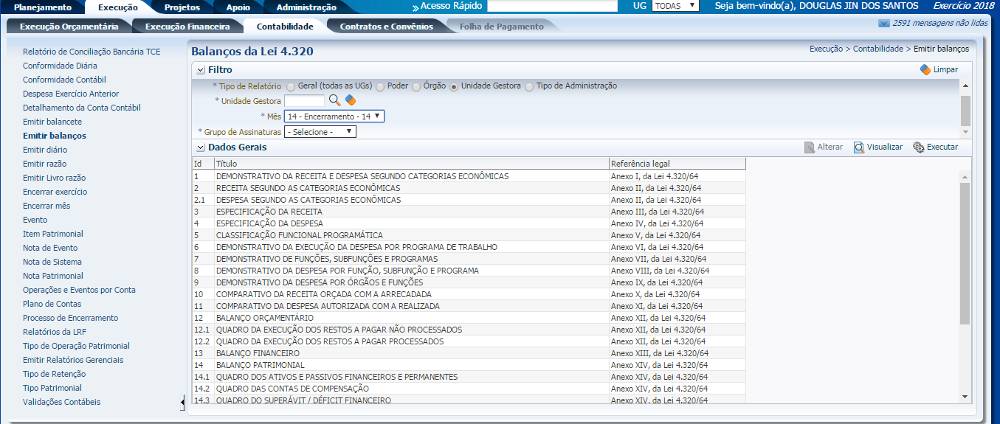 Planejamento Execução Projetos Apoio Administração Acesso Rápido UG TODAS Seja bem-vindo(a), DOUGLAS JIN DOS SANTOS Exercício 2018
Execução Orçamentária Execução Financeira Contabilidade Contratos e Convênios Folha de Pagamento 2591 mensagens não lidas
Relatório de Conciliação Bancária TCE
Conformidade Diária
Conformidade Contábil
Despesa Exercício Anterior
Detalhamento da Conta Contábil
Emitir balancete
Emitir balanços
Emitir diário
Emitir razão
Emitir Livro razão
Encerrar exercício
Encerrar mês
Evento
Item Patrimonial
Nota de Evento
Nota de Sistema
Nota Patrimonial
Operações e Eventos por Conta
Plano de Contas
Processo de Encerramento
Relatórios da LRF
Tipo de Operação Patrimonial
Emitir Relatórios Gerenciais
Tipo de Retenção
Tipo Patrimonial
Validações Contábeis
Balanços da Lei 4.320 Execução > Contabilidade > Emitir balanços
Filtro Limpar
* Tipo de Relatório Geral (todas as UGs) Poder Órgão Unidade Gestora Tipo de Administração
* Unidade Gestora
* Mês 14 - Encerramento - 14
* Grupo de Assinaturas - Selecione -
Dados Gerais Alterar Visualizar Executar
Id Título Referência legal
1 DEMONSTRATIVO DA RECEITA E DESPESA SEGUNDO CATEGORIAS ECONÔMICAS Anexo I, da Lei 4.320/64
2 RECEITA SEGUNDO AS CATEGORIAS ECONÔMICAS Anexo II, da Lei 4.320/64
2.1 DESPESA SEGUNDO AS CATEGORIAS ECONÔMICAS Anexo II, da Lei 4.320/64
3 ESPECIFICAÇÃO DA RECEITA Anexo III, da Lei 4.320/64
4 ESPECIFICAÇÃO DA DESPESA Anexo IV, da Lei 4.320/64
5 CLASSIFICAÇÃO FUNCIONAL PROGRAMÁTICA Anexo V, da Lei 4.320/64
6 DEMONSTRATIVO DA EXECUÇÃO DA DESPESA POR PROGRAMA DE TRABALHO Anexo VI, da Lei 4.320/64
7 DEMONSTRATIVO DE FUNÇÕES, SUBFUNÇÕES E PROGRAMAS Anexo VII, da Lei 4.320/64
8 DEMONSTRATIVO DA DESPESA POR FUNÇÃO, SUBFUNÇÃO E PROGRAMA Anexo VIII, da Lei 4.320/64
9 DEMONSTRATIVO DA DESPESA POR ÓRGÃOS E FUNÇÕES Anexo IX, da Lei 4.320/64
10 COMPARATIVO DA RECEITA ORÇADA COM A ARRECADADA Anexo X, da Lei 4.320/64
11 COMPARATIVO DA DESPESA AUTORIZADA COM A REALIZADA Anexo XI, da Lei 4.320/64
12 BALANÇO ORÇAMENTÁRIO Anexo XII, da Lei 4.320/64
12.1 QUADRO DA EXECUÇÃO DOS RESTOS A PAGAR NÃO PROCESSADOS Anexo XII, da Lei 4.320/64
12.2 QUADRO DA EXECUÇÃO DOS RESTOS A PAGAR PROCESSADOS Anexo XII, da Lei 4.320/64
13 BALANÇO FINANCEIRO Anexo XIII, da Lei 4.320/64
14 BALANÇO PATRIMONIAL Anexo XIV, da Lei 4.320/64
14.1 QUADRO DOS ATIVOS E PASSIVOS FINANCEIROS E PERMANENTES Anexo XIV, da Lei 4.320/64
14.2 QUADRO DAS CONTAS DE COMPENSAÇÃO Anexo XIV, da Lei 4.320/64
14.3 QUADRO DO SUPERÁVIT / DÉFICIT FINANCEIRO Anexo XIV, da Lei 4.320/64